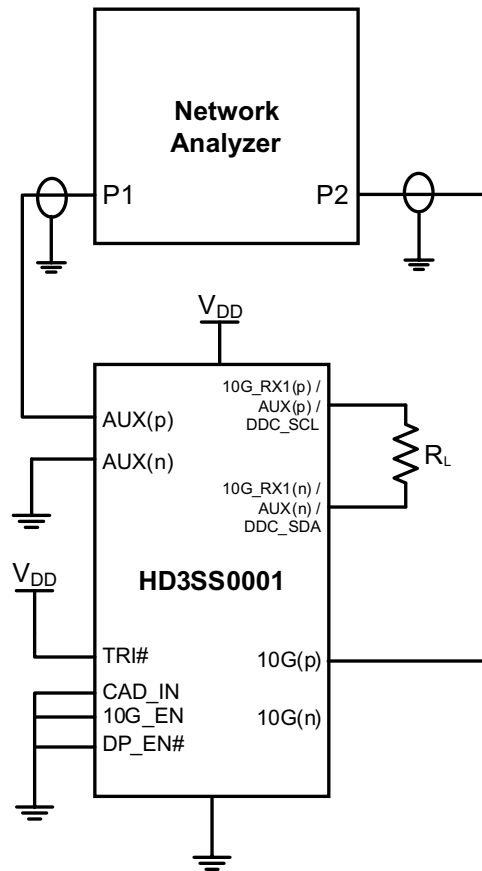 Network
Analyzer
P1
P2
VDD
10G_RX1(p) /
AUX(p) /
DDC_SCL
AUX(p)
RL
AUX(n)
10G_RX1(n) /
AUX(n) /
DDC_SDA
VDD
HD3SS0001
TRI#
10G(p)
CAD_IN
10G_EN
10G(n)
DP_EN#